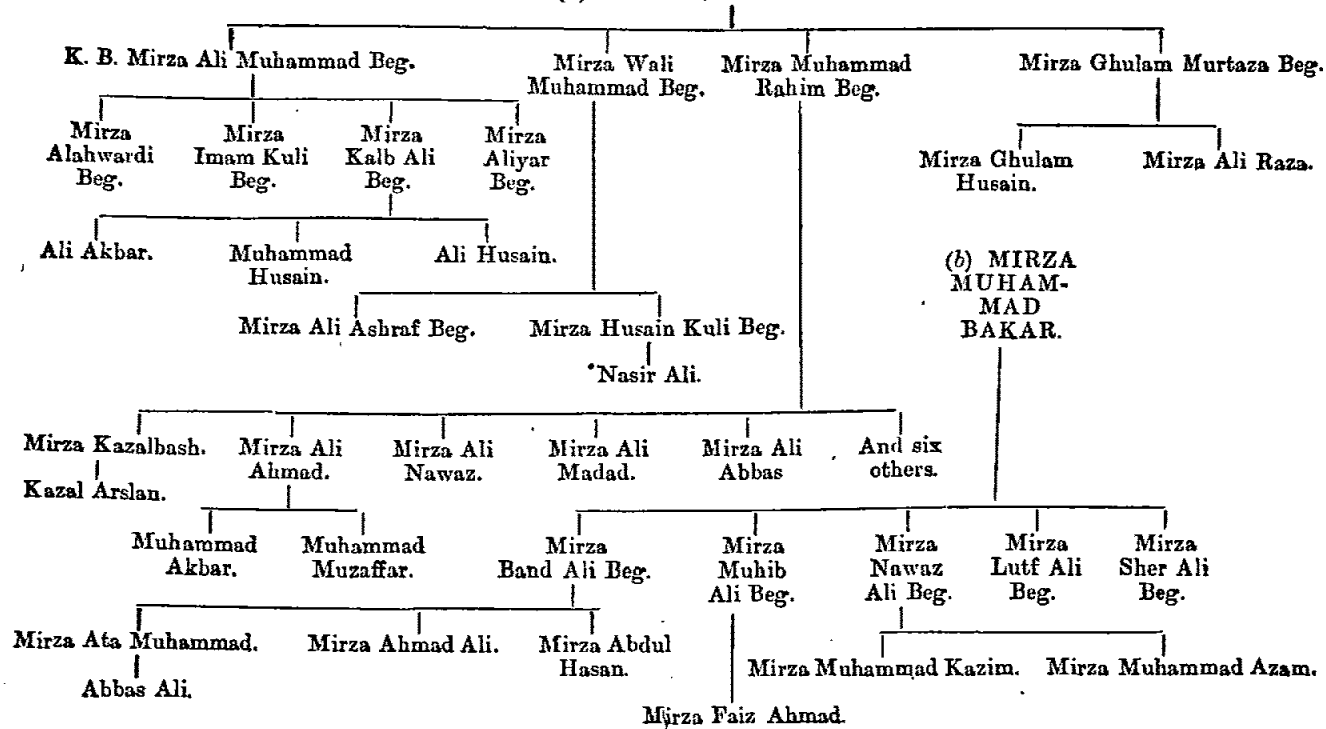 K. B. Mirza Ali Muhammad Beg.
Mirza Wali
Muhammad Beg.
Mirza Muhammad
Rahim Beg.
Mirza Ghulam Murtaza Beg.
Mirza
Alahwardi
Beg.
Mirza
Imam Kuli
Beg.
Mirza
Kalb Ali
Beg.
Mirza
Aliyar
Beg.
Mirza Ghulam
Husain.
Mirza Ali Raza.
Ali Akbar.
Muhammad
Husain.
Ali Husain.
(b) MIRZA
MUHAM-
MAD
BAKAR.
Mirza Ali Ashraf Beg.
Mirza Husain Kuli Beg.
Nasir Ali.
Mirza Kazalbash.
Kazal Arslan.
Mirza Ali
Ahmad.
Mirza Ali
Nawaz.
Mirza Ali
Madad.
Mirza Ali
Abbas
And six
others.
Muhammad
Akbar.
Muhammad
Muzaffar.
Mirza
Band Ali Beg.
Mirza
Muhib
Ali Beg.
Mirza
Nawaz
Ali Beg.
Mirza
Lutf Ali
Beg.
Mirza
Sher Ali
Beg.
Mirza Ata Muhammad.
Mirza Ahmad Ali.
Mirza Abdul
Hasan.
Mirza Muhammad Kazim.
Mirza Muhammad Azam.
Abbas Ali.
Mirza Faiz Ahmad.